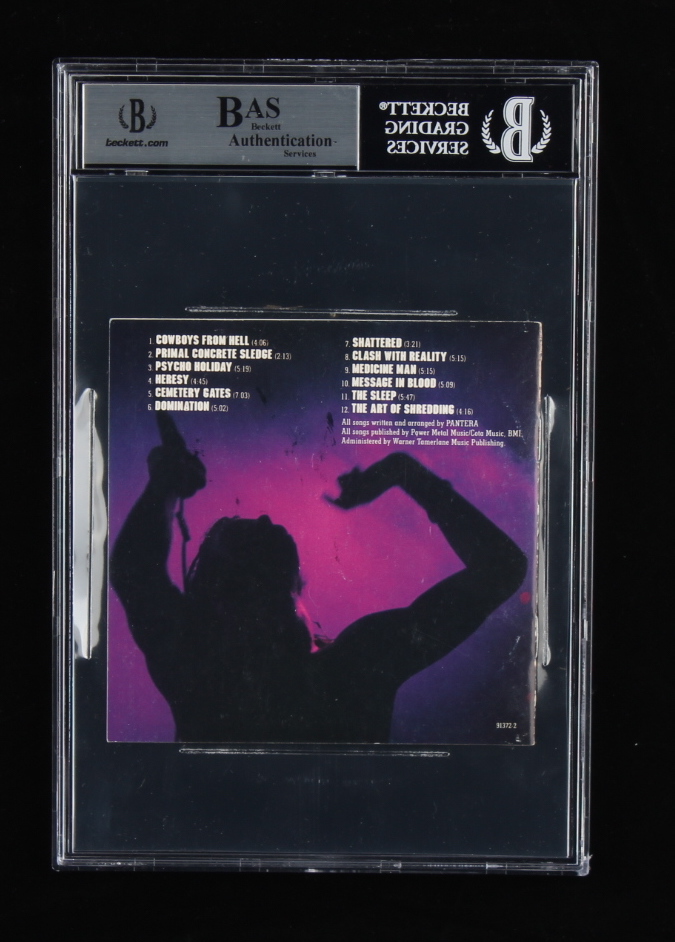 BAS
Beckett
Authentication
Services
beckett.com
B
BECKETT®
GRADING
SERVICES
B
1. COWBOYS FROM HELL (4:06)
2. PRIMAL CONCRETE SLEDGE (2:13)
3. PSYCHO HOLIDAY (5:19)
4. HERESY (4:45)
5. CEMETERY GATES (7:03)
6. DOMINATION (5:02)
7. SHATTERED (3:21)
8. CLASH WITH REALITY (5:15)
9. MEDICINE MAN (5:15)
10. MESSAGE IN BLOOD (5:09)
11. THE SLEEP (5:47)
12. THE ART OF SHREDDING (4:16)
All songs written and arranged by PANTERA
All songs published by Power Metal Music/Cota Music, BMI.
Administered by Warner Tamerlane Music Publishing.
91372-2